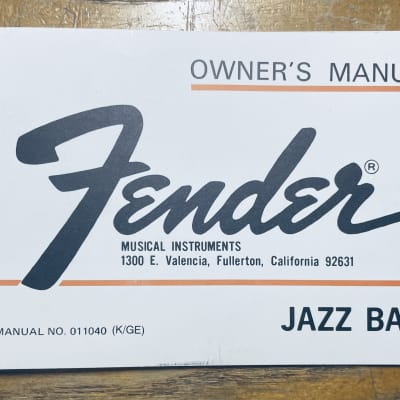 OWNER'S MANU
Fender®
MUSICAL INSTRUMENTS
1300 E. Valencia, Fullerton, California 92631
JAZZ BA
MANUAL NO. 011040 (K/GE)